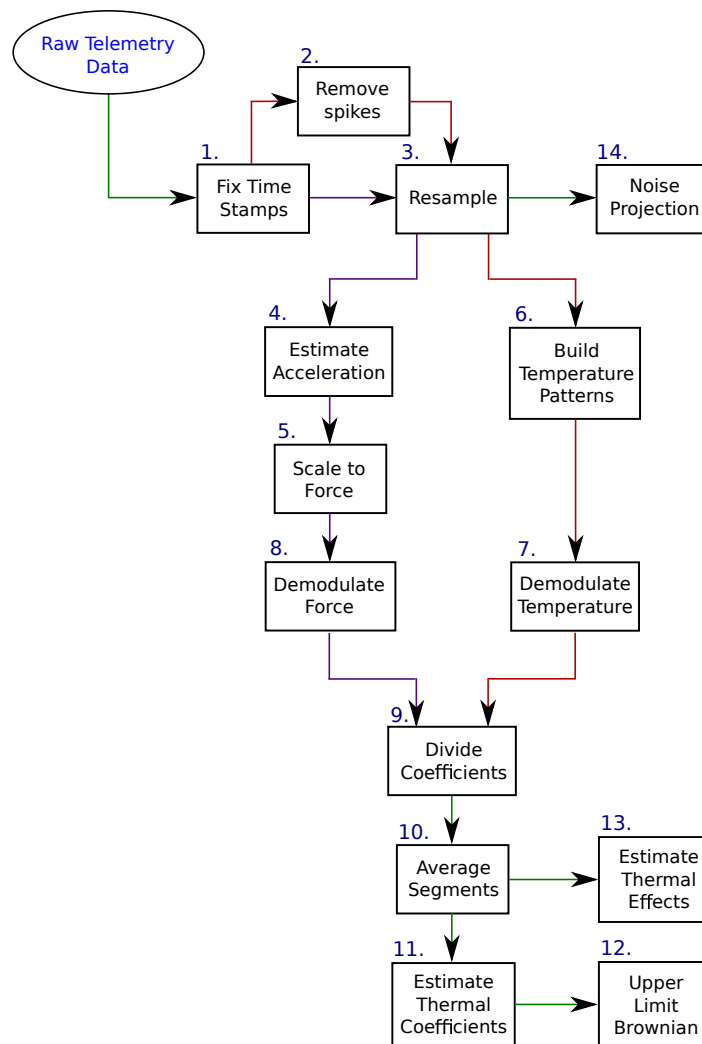 Raw Telemetry
Data
2.
Remove
spikes
1.
Fix Time
Stamps
3.
Resample
14.
Noise
Projection
4.
Estimate
Acceleration
6.
Build
Temperature
Patterns
5.
Scale to
Force
8.
Demodulate
Force
7.
Demodulate
Temperature
9.
Divide
Coefficients
10.
Average
Segments
13.
Estimate
Thermal
Effects
11.
Estimate
Thermal
Coefficients
12.
Upper
Limit
Brownian